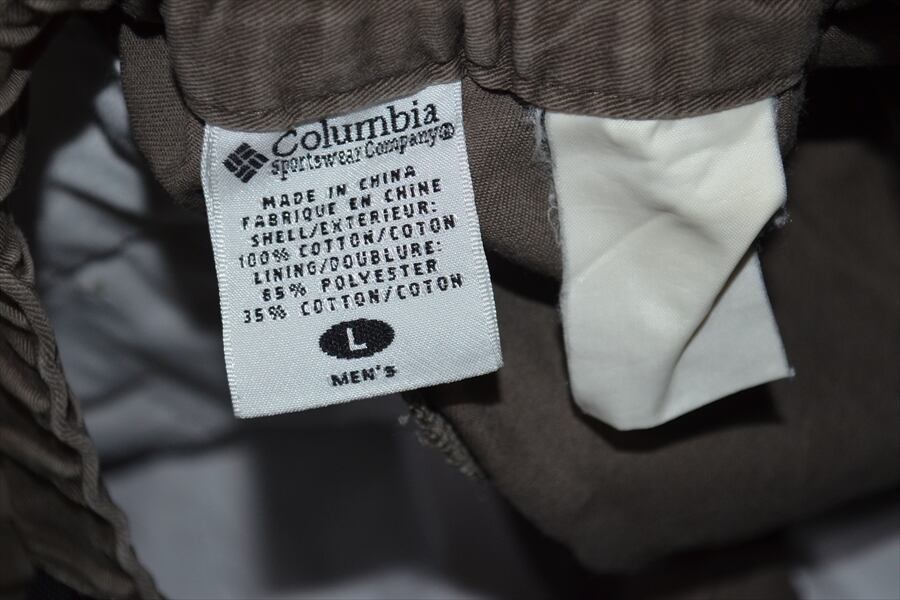 Columbia
Sportswear Company®
MADE IN CHINA
FABRIQUE EN CHINE
SHELL/EXTERIEUR:
100% COTTON/COTON
LINING/DOUBLURE:
65% POLYESTER
35% COTTON/COTON
L
MEN'S